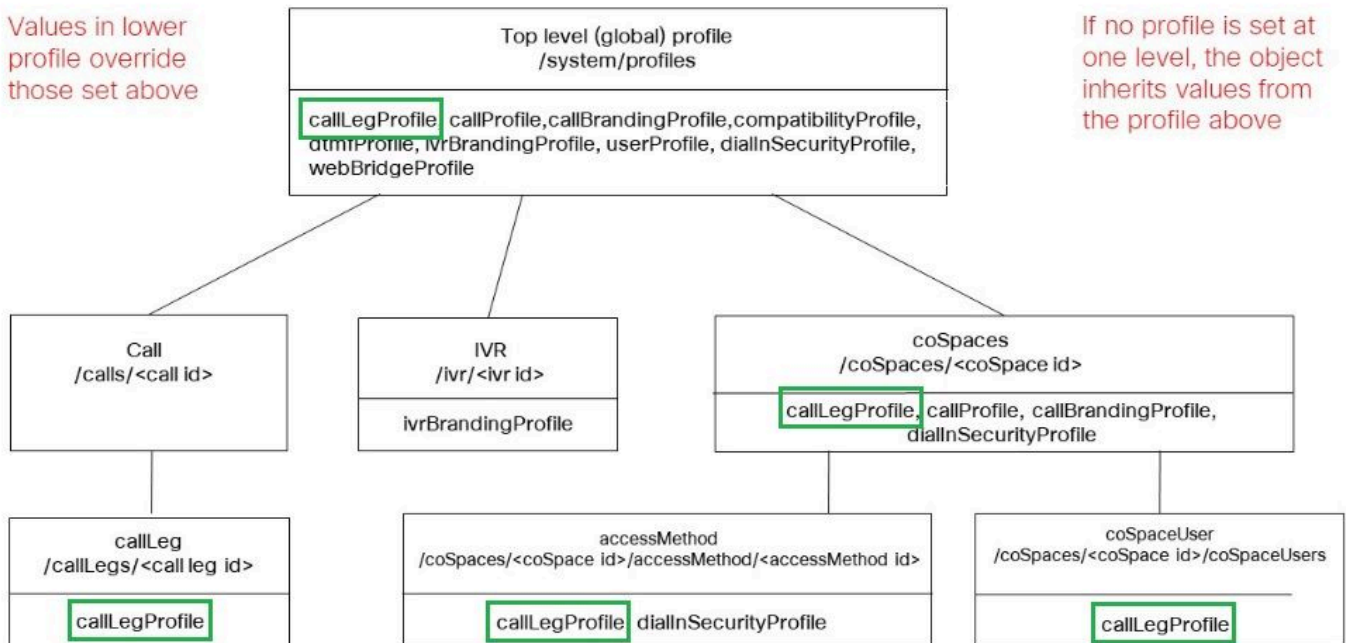 Values in lower
profile override
those set above
Top level (global) profile
/system/profiles
If no profile is set at
one level, the object
inherits values from
the profile above
callLegProfile, callProfile,callBrandingProfile,compatibilityProfile,
dtmfProfile, ivrBrandingProfile, userProfile, dialInSecurityProfile,
webBridgeProfile
Call
/calls/<call id>
IVR
/ivr/<ivr id>
ivrBrandingProfile
coSpaces
/coSpaces/<coSpace id>
callLegProfile, callProfile, callBrandingProfile,
dialInSecurityProfile
callLeg
/callLegs/<call leg id>
callLegProfile
accessMethod
/coSpaces/<coSpace id>/accessMethod/<accessMethod id>
callLegProfile dialInSecurityProfile
coSpaceUser
/coSpaces/<coSpace id>/coSpaceUsers
callLegProfile